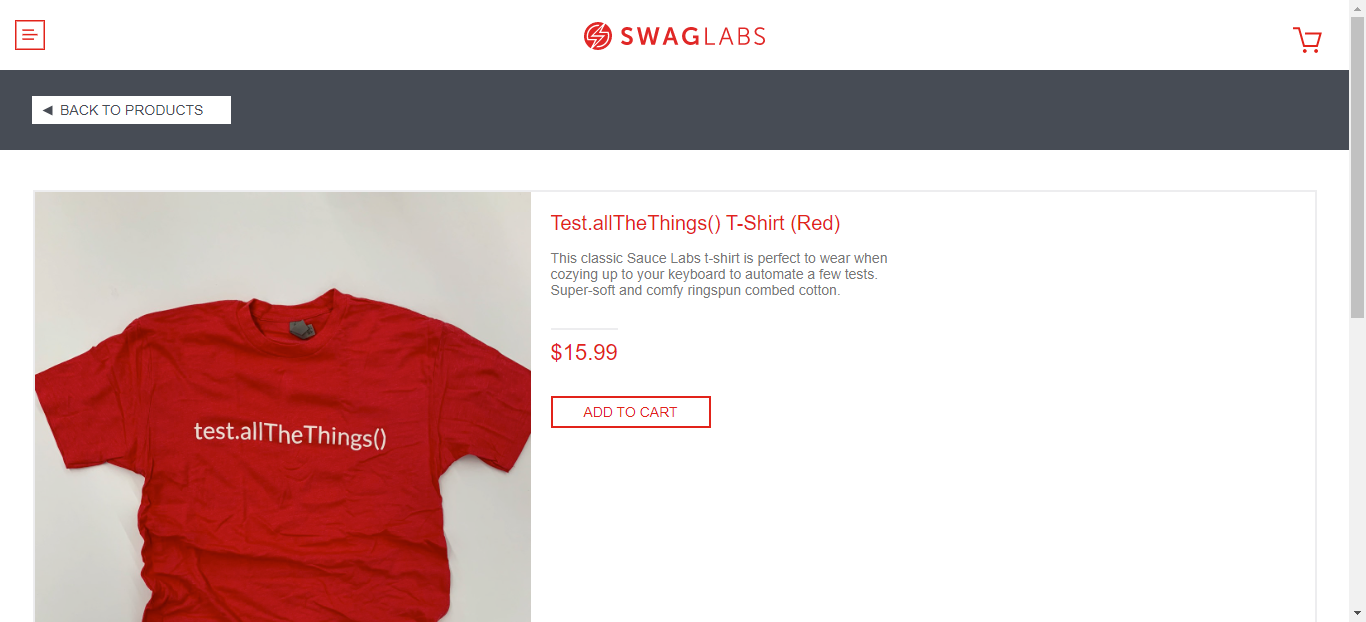 SWAGLABS
◄ BACK TO PRODUCTS
Test.allTheThings() T-Shirt (Red)
This classic Sauce Labs t-shirt is perfect to wear when
cozying up to your keyboard to automate a few tests.
Super-soft and comfy ringspun combed cotton.
$15.99
ADD TO CART
test.allTheThings()